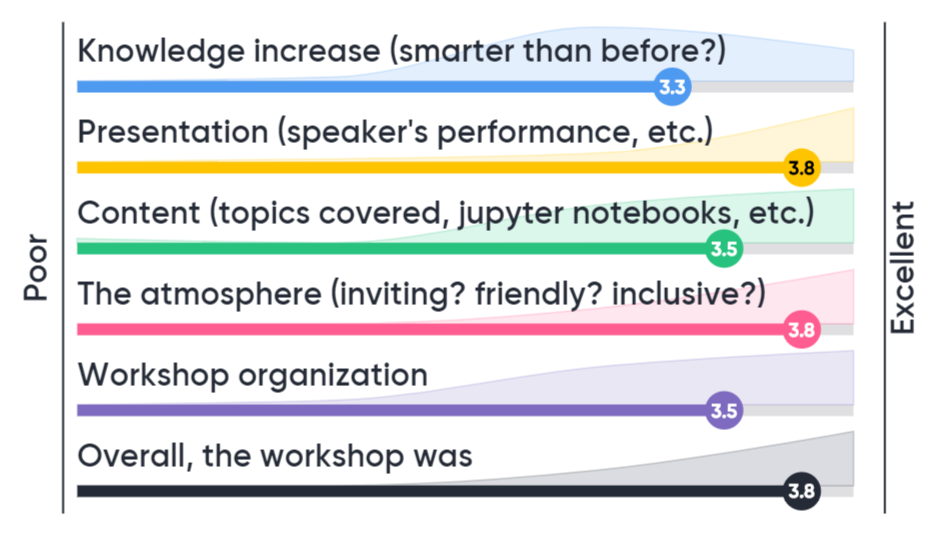 Knowledge increase (smarter than before?)
3.3
Presentation (speaker's performance, etc.)
3.8
Content (topics covered, jupyter notebooks, etc.)
3.5
Poor
The atmosphere (inviting? friendly? inclusive?)
3.8
Excellent
Workshop organization
3.5
Overall, the workshop was
3.8